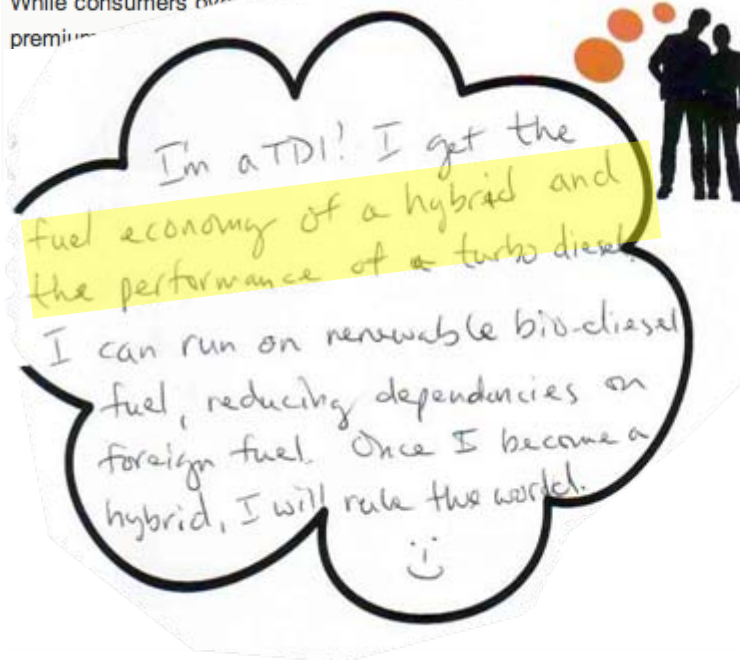 While consumers
I'm a TDI! I get the
fuel economy of a hybrid and
the performance of a turbo diesel.
I can run on renewable bio-diesel
fuel, reducing dependencies on
foreign fuel. Once I become a
hybrid, I will rule the world.